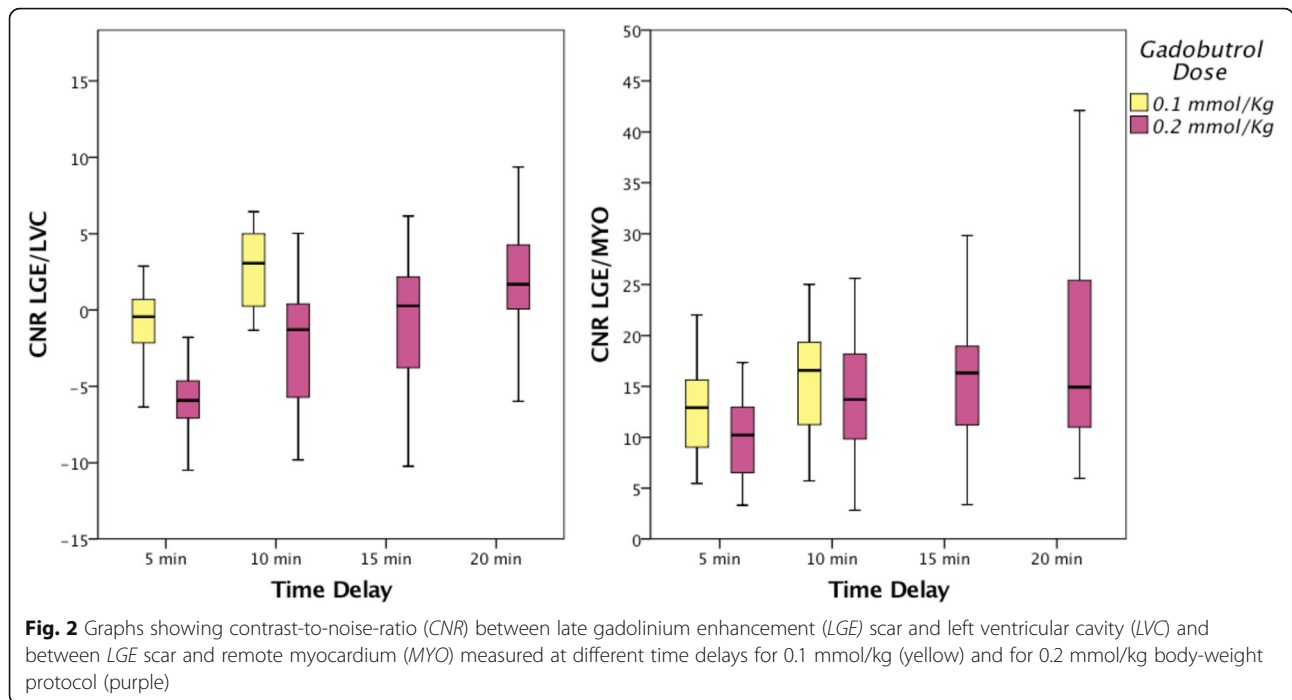 CNR LGE/LVC
15
10
5
0
−5
−10
−15
5 min 10 min 15 min 20 min
Time Delay
CNR LGE/MYO
50
45
40
35
30
25
20
15
10
5
0
5 min 10 min 15 min 20 min
Time Delay
Gadobutrol
Dose
0.1 mmol/Kg
0.2 mmol/Kg
Fig. 2 Graphs showing contrast-to-noise-ratio (CNR) between late gadolinium enhancement (LGE) scar and left ventricular cavity (LVC) and
between LGE scar and remote myocardium (MYO) measured at different time delays for 0.1 mmol/kg (yellow) and for 0.2 mmol/kg body-weight
protocol (purple)